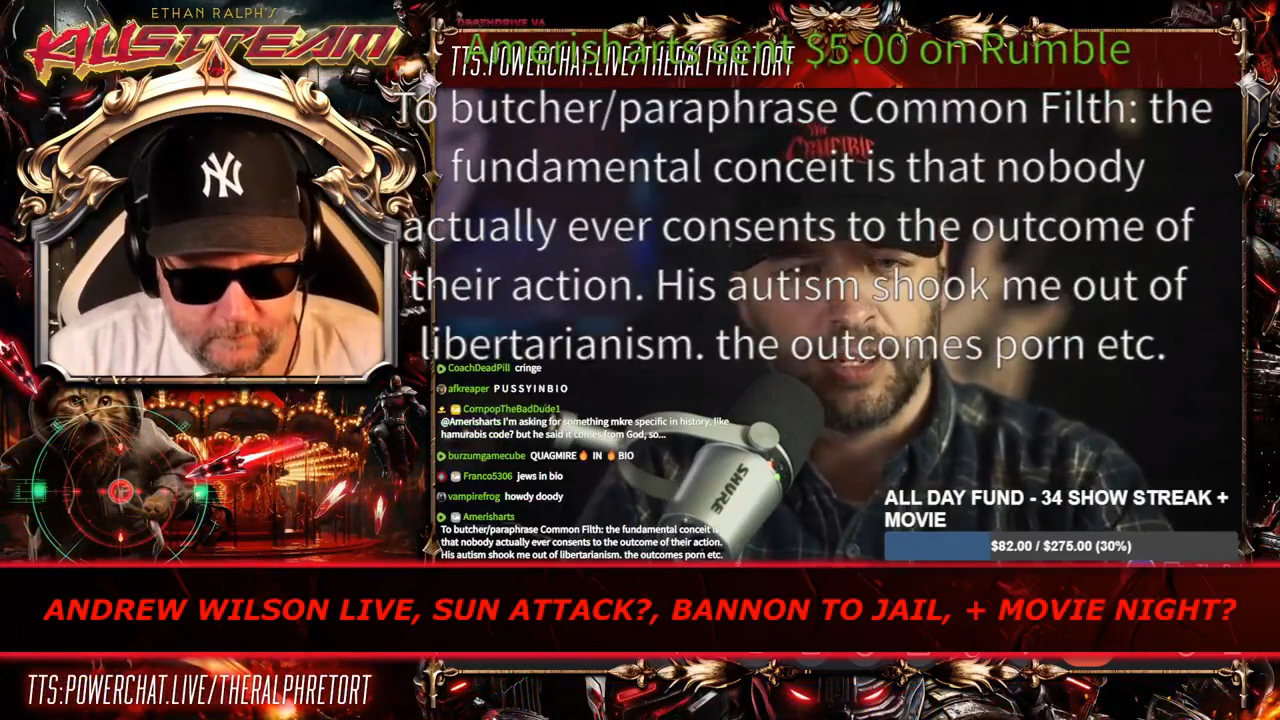 ETHAN RALPH'S
KILLSTREAM
TTS:POWERCHAT.LIVE/THERALPHRETORT
Amerisharts sent $5.00 on Rumble
To butcher/paraphrase Common Filth: the
fundamental conceit is that nobody
actually ever consents to the outcome of
their action. His autism shook me out of
libertarianism. the outcomes porn etc.
The
CRUCIBLE
NY
CoachDeadPill cringe
afkreaper P U S S Y I N B I O
CompopTheBadDude1
@Amerisharts I'm asking for something mkre specific in history, like
hamurabis code? but he said it comes from God, so...
burzumgamecube QUAGMIRE🔥 IN 🔥BIO
Franco5306 jews in bio
vampirefrog howdy doody
Amerisharts
To butcher/paraphrase Common Filth: the fundamental conceit is
that nobody actually ever consents to the outcome of their action.
His autism shook me out of libertarianism. the outcomes porn etc.
SHURE
ALL DAY FUND - 34 SHOW STREAK +
MOVIE
$82.00 / $275.00 (30%)
ANDREW WILSON LIVE, SUN ATTACK?, BANNON TO JAIL, + MOVIE NIGHT?
TTS:POWERCHAT.LIVE/THERALPHRETORT